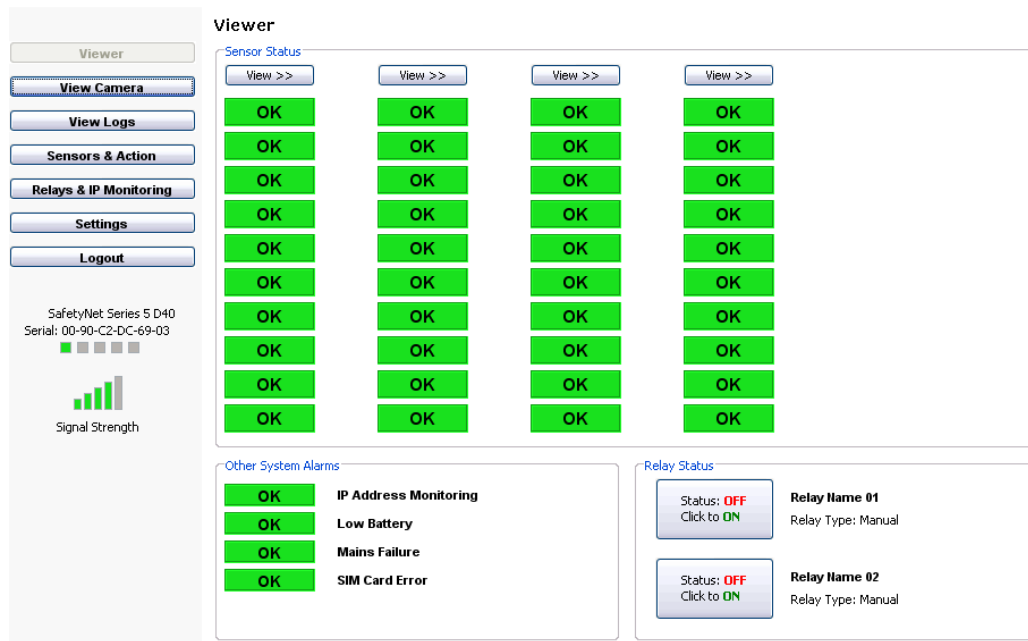 Viewer
Viewer
View Camera
View Logs
Sensors & Action
Relays & IP Monitoring
Settings
Logout
SafetyNet Series 5 D40
Serial: 00-90-C2-DC-69-03
Signal Strength
Sensor Status
View >> View >> View >> View >>
OK OK OK OK
OK OK OK OK
OK OK OK OK
OK OK OK OK
OK OK OK OK
OK OK OK OK
OK OK OK OK
OK OK OK OK
OK OK OK OK
OK OK OK OK
Other System Alarms
OK IP Address Monitoring
OK Low Battery
OK Mains Failure
OK SIM Card Error
Relay Status
Status: OFF
Click to ON
Relay Name 01
Relay Type: Manual
Status: OFF
Click to ON
Relay Name 02
Relay Type: Manual